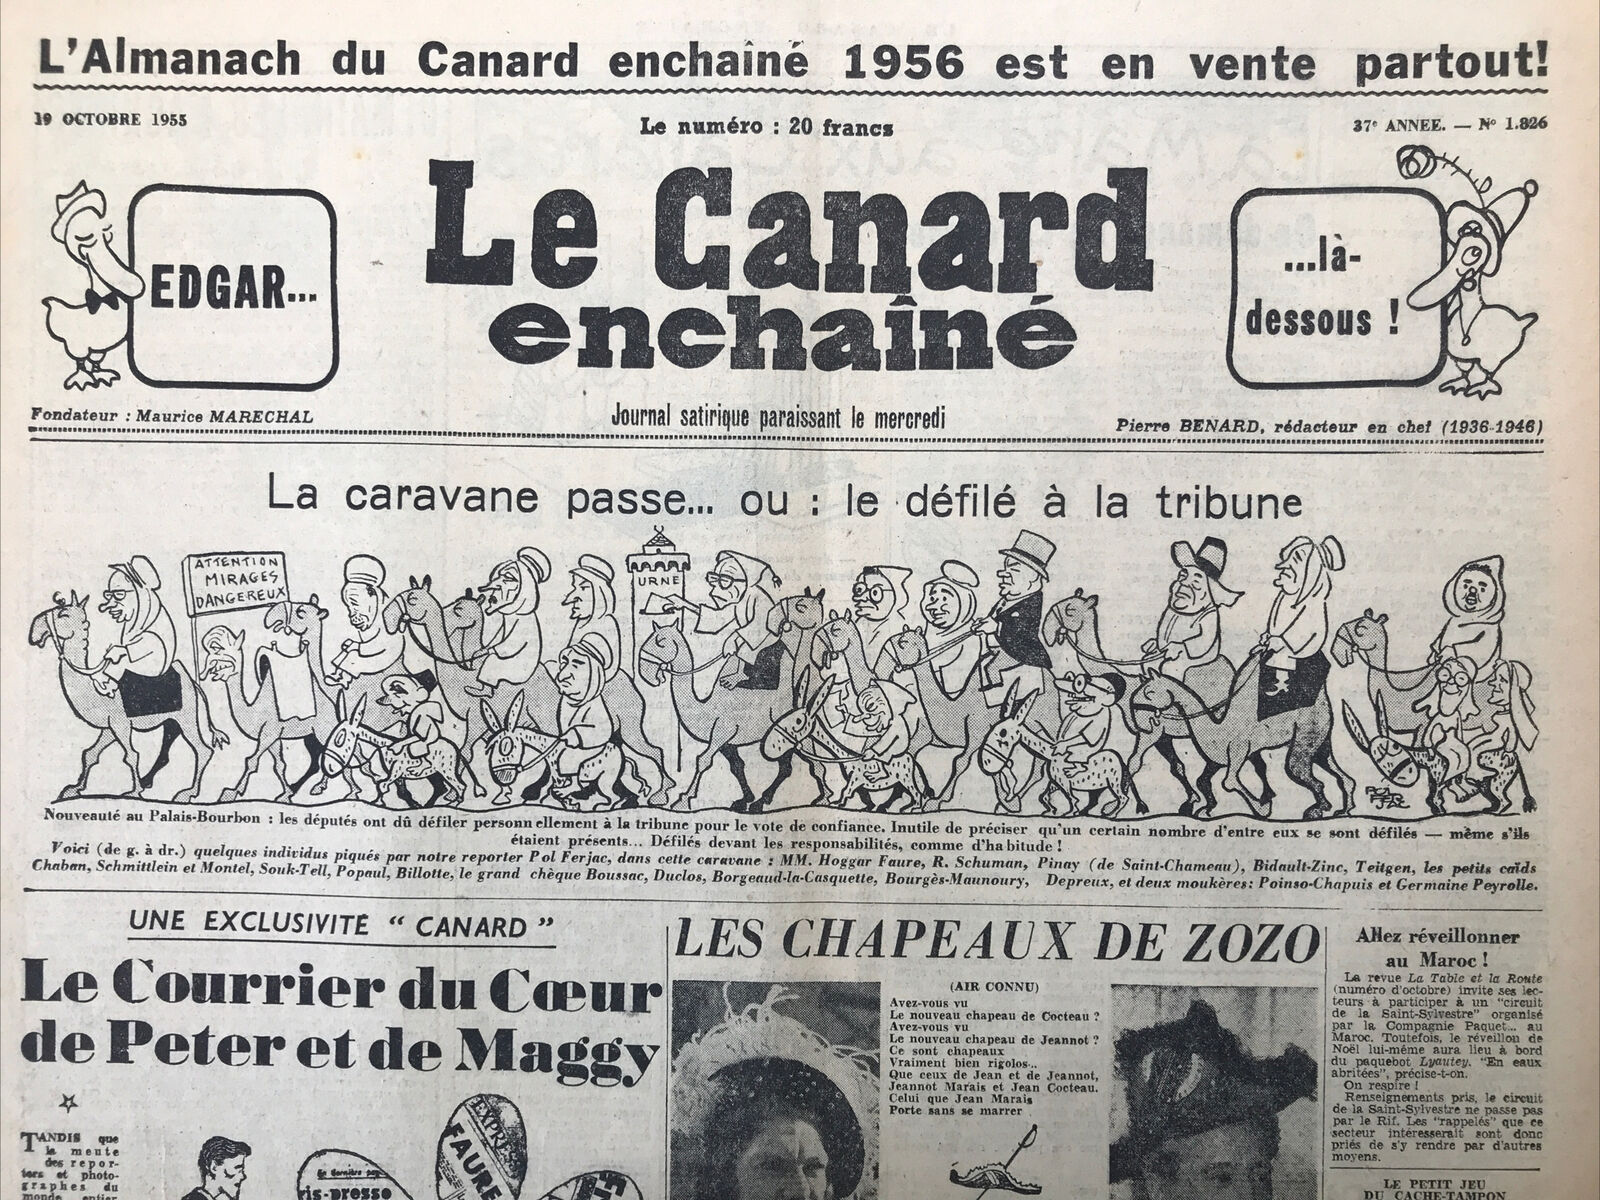 L'Almanach du Canard enchaîné 1956 est en vente partout!
19 OCTOBRE 1955
Le numéro : 20 francs
37e ANNEE. — No 1.826
EDGAR...
Le Canard
enchaîné
...là-
dessous !
Fondateur : Maurice MARECHAL
Journal satirique paraissant le mercredi
Pierre BENARD, rédacteur en chef (1936-1946)
La caravane passe... ou : le défilé à la tribune
ATTENTION
MIRAGES
DANGEREUX
URNE
POL
FERJAC
Nouveauté au Palais-Bourbon : les députés ont dû défiler personnellement à la tribune pour le vote de confiance. Inutile de préciser qu'un certain nombre d'entre eux se sont défilés — même s'ils
étaient présents... Défilés devant les responsabilités, comme d'habitude !
Voici (de g. à dr.) quelques individus piqués par notre reporter Pol Ferjac, dans cette caravane : MM. Hoggar Faure, R. Schuman, Pinay (de Saint-Chameau), Bidault-Zinc, Teitgen, les petits caïds
Chaban, Schmittlein et Montel, Souk-Tell, Popaul, Billotte, le grand chèque Boussac, Duclos, Borgeaud-la-Casquette, Bourgès-Maunoury, Depreux, et deux moukères: Poinso-Chapuis et Germaine Peyrolle.
UNE EXCLUSIVITE " CANARD "
Le Courrier du Cœur
de Peter et de Maggy
TANDIS que
la meute
des repor-
ters et photo-
graphes du
monde entier
En dernière pag
ris-presse
EXPRE
FAURE
LES CHAPEAUX DE ZOZO
(AIR CONNU)
Avez-vous vu
Le nouveau chapeau de Cocteau ?
Avez-vous vu
Le nouveau chapeau de Jeannot ?
Ce sont chapeaux
Vraiment bien rigolos...
Que ceux de Jean et de Jeannot,
Jeannot Marais et Jean Cocteau.
Celui que Jean Marais
Porte sans se marrer
Allez réveillonner
au Maroc !
La revue La Table et la Route
(numéro d'octobre) invite ses lec-
teurs à participer à un "circuit
de la Saint-Sylvestre" organisé
par la Compagnie Paquet... au
Maroc. Toutefois, le réveillon de
Noël lui-même aura lieu à bord
du paquebot Lyautey. "En eaux
abritées", précise-t-on.
On respire !
Renseignements pris, le circuit
de la Saint-Sylvestre ne passe pas
par le Rif. Les "rappelés" que ce
secteur intéresserait sont donc
priés de s'y rendre par d'autres
moyens.
LE PETIT JEU
DU CACHE-TAMPON